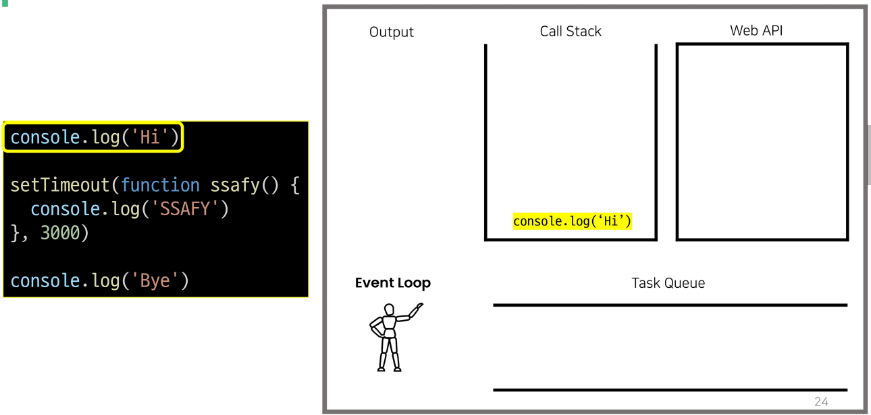 console.log('Hi')
setTimeout(function ssafy() {
  console.log('SSAFY')
}, 3000)
console.log('Bye')
Output
Call Stack
Web API
console.log(‘Hi’)
Event Loop
Task Queue
24